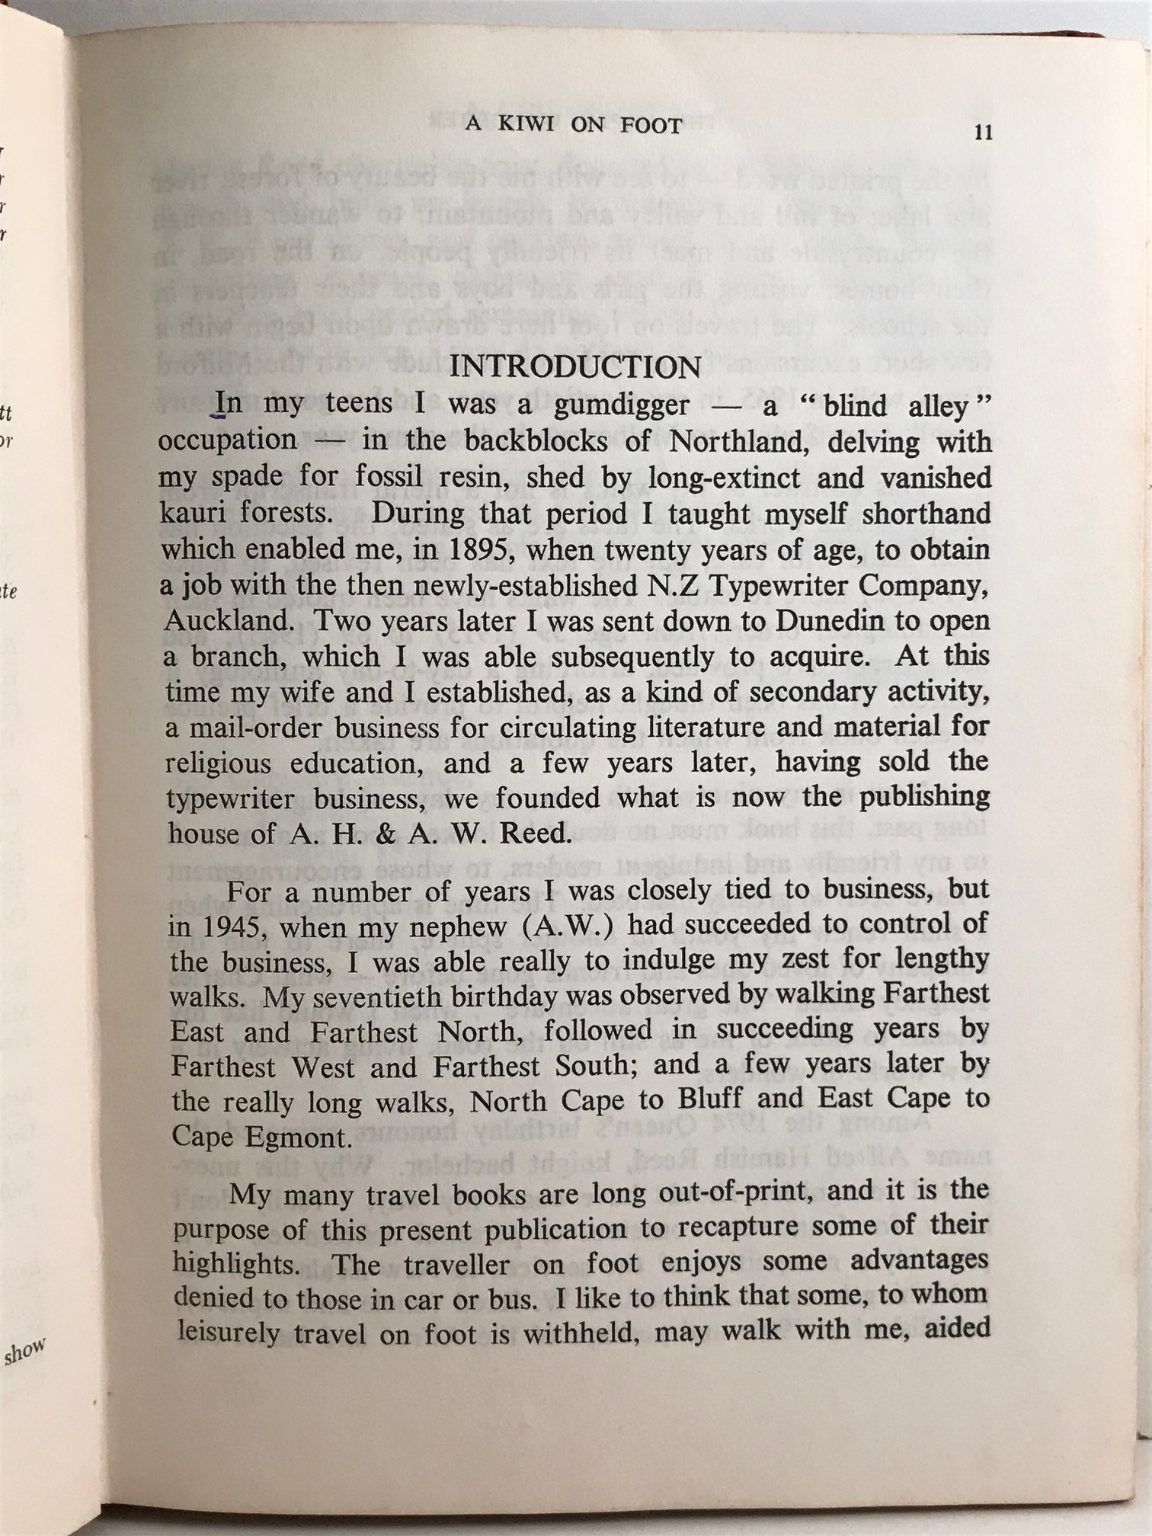 A KIWI ON FOOT
11
INTRODUCTION
In my teens I was a gumdigger — a “blind alley”
occupation — in the backblocks of Northland, delving with
my spade for fossil resin, shed by long-extinct and vanished
kauri forests. During that period I taught myself shorthand
which enabled me, in 1895, when twenty years of age, to obtain
a job with the then newly-established N.Z Typewriter Company,
Auckland. Two years later I was sent down to Dunedin to open
a branch, which I was able subsequently to acquire. At this
time my wife and I established, as a kind of secondary activity,
a mail-order business for circulating literature and material for
religious education, and a few years later, having sold the
typewriter business, we founded what is now the publishing
house of A. H. & A. W. Reed.
For a number of years I was closely tied to business, but
in 1945, when my nephew (A.W.) had succeeded to control of
the business, I was able really to indulge my zest for lengthy
walks. My seventieth birthday was observed by walking Farthest
East and Farthest North, followed in succeeding years by
Farthest West and Farthest South; and a few years later by
the really long walks, North Cape to Bluff and East Cape to
Cape Egmont.
My many travel books are long out-of-print, and it is the
purpose of this present publication to recapture some of their
highlights. The traveller on foot enjoys some advantages
denied to those in car or bus. I like to think that some, to whom
leisurely travel on foot is withheld, may walk with me, aided
show